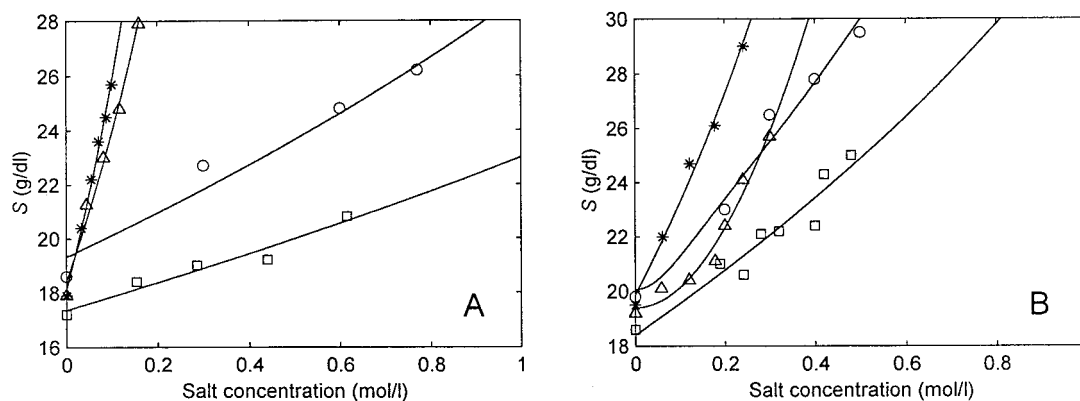 28
26
24
22
20
18
16
S (g/dl)
0 0.2 0.4 0.6 0.8 1
Salt concentration (mol/l)
A
30
28
26
24
22
20
18
S (g/dl)
0 0.2 0.4 0.6 0.8
Salt concentration (mol/l)
B